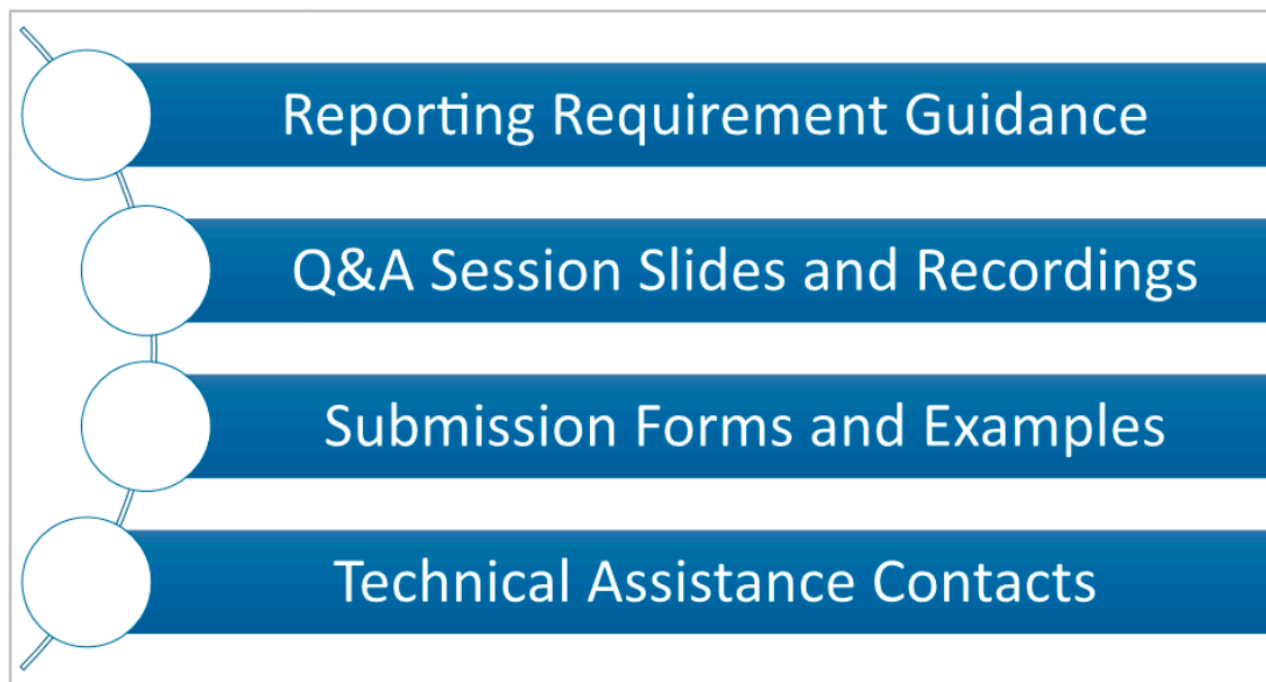 Reporting Requirement Guidance
Q&A Session Slides and Recordings
Submission Forms and Examples
Technical Assistance Contacts